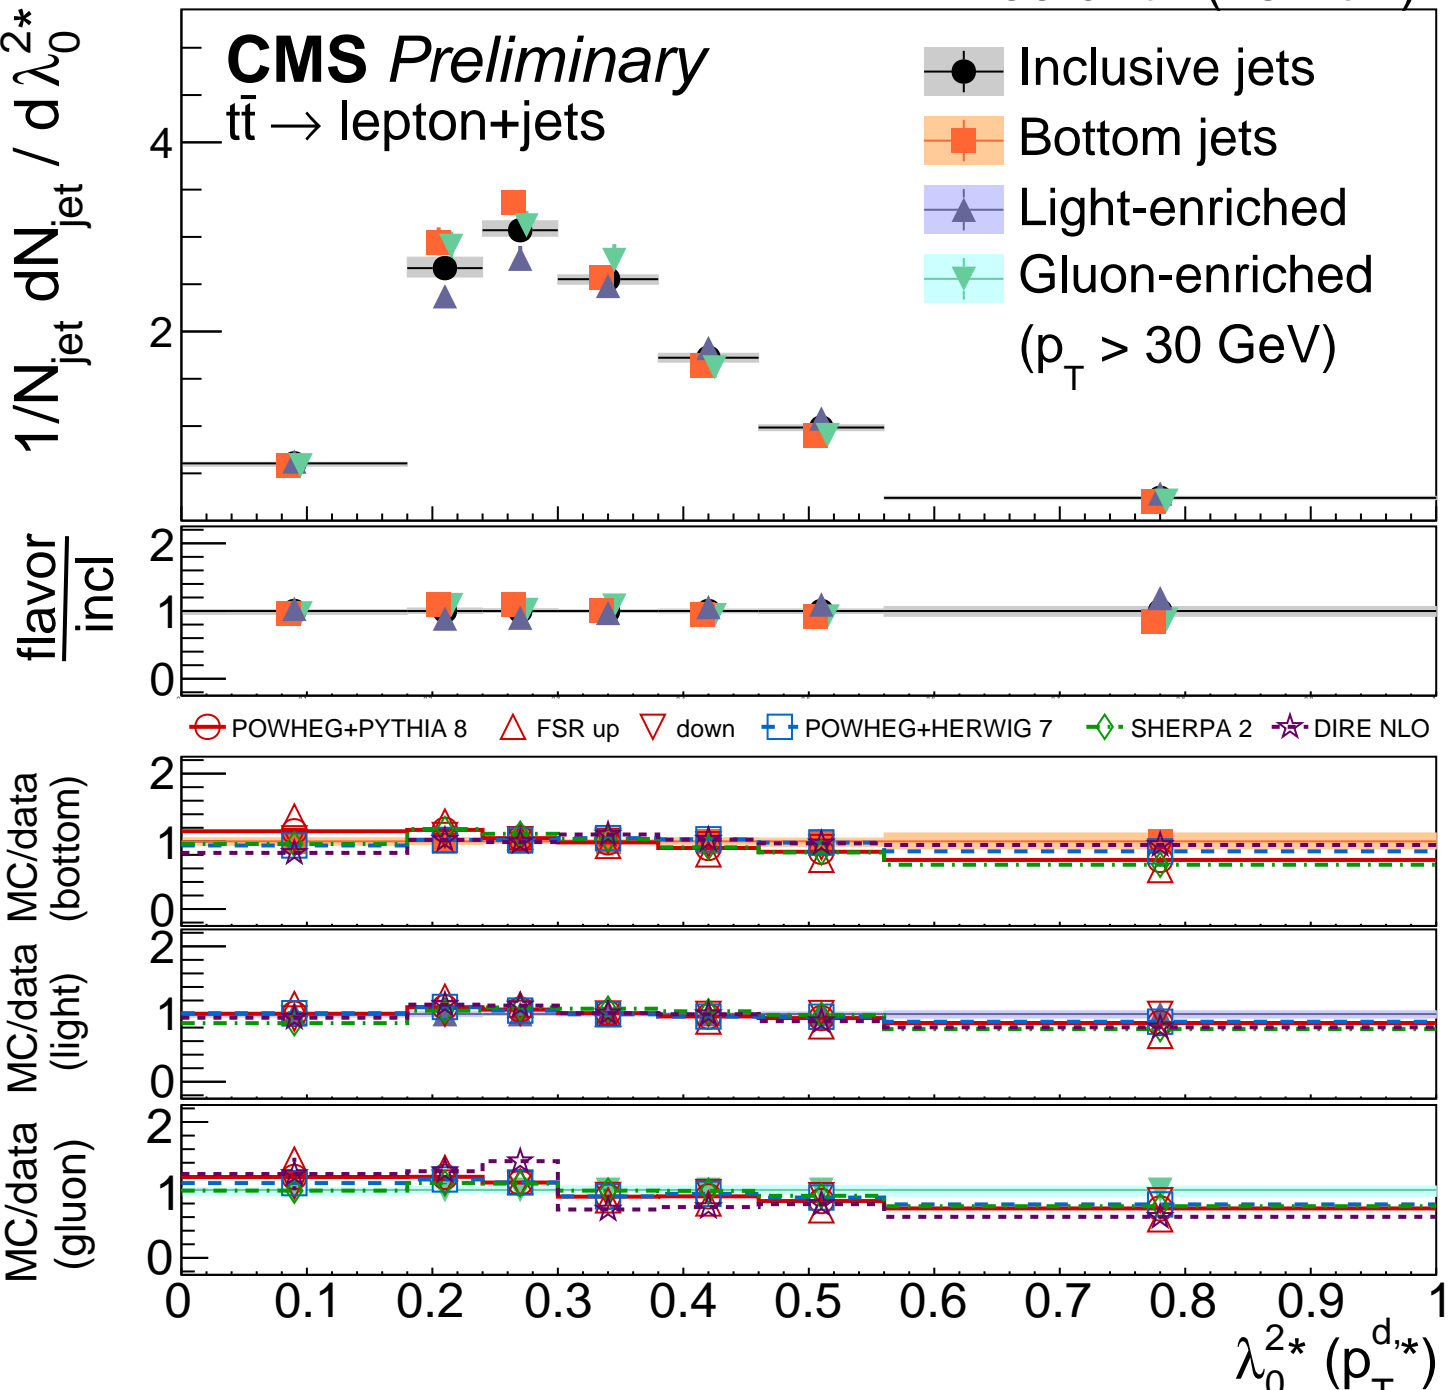 CMS Preliminary
tt̄ → lepton+jets
Inclusive jets
Bottom jets
Light-enriched
Gluon-enriched
(p_T > 30 GeV)
1/N_jet dN_jet / d λ_0^2*
4
2
flavor
incl
2
1
0
POWHEG+PYTHIA 8 FSR up down POWHEG+HERWIG 7 SHERPA 2 DIRE NLO
MC/data
(bottom)
2
1
0
MC/data
(light)
2
1
0
MC/data
(gluon)
2
1
0
0 0.1 0.2 0.3 0.4 0.5 0.6 0.7 0.8 0.9 1
λ_0^2* (p_T^d,*)